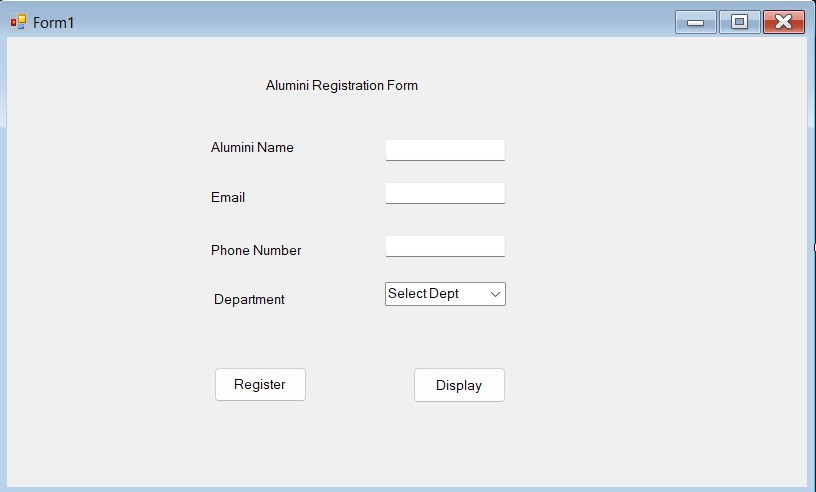 Form1
Alumini Registration Form
Alumini Name
Email
Phone Number
Department
Select Dept
Register
Display